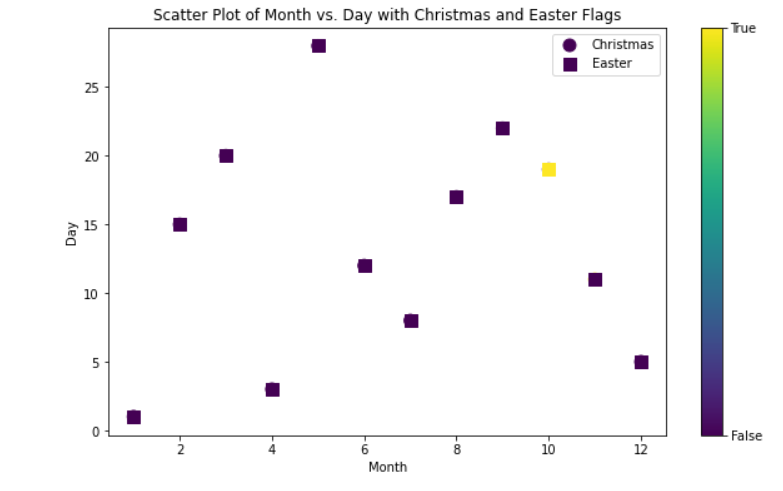 Scatter Plot of Month vs. Day with Christmas and Easter Flags
Christmas
Easter
True
False
25
20
15
10
5
0
Day
2 4 6 8 10 12
Month